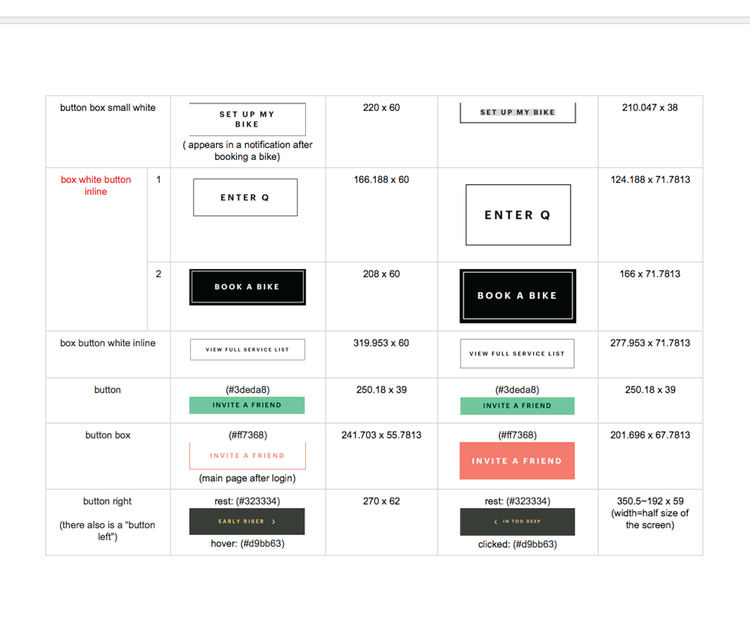 button box small white
SET UP MY
BIKE
( appears in a notification after
booking a bike)
220 x 60
SET UP MY BIKE
210.047 x 38
box white button
inline
1
ENTER Q
166.188 x 60
ENTER Q
124.188 x 71.7813
2
BOOK A BIKE
208 x 60
BOOK A BIKE
166 x 71.7813
box button white inline
VIEW FULL SERVICE LIST
319.953 x 60
VIEW FULL SERVICE LIST
277.953 x 71.7813
button
(#3deda8)
INVITE A FRIEND
250.18 x 39
(#3deda8)
INVITE A FRIEND
250.18 x 39
button box
(#ff7368)
INVITE A FRIEND
(main page after login)
241.703 x 55.7813
(#ff7368)
INVITE A FRIEND
201.696 x 67.7813
button right
(there also is a "button
left")
rest: (#323334)
EARLY RISER >
hover: (#d9bb63)
270 x 62
rest: (#323334)
< IN TOO DEEP
clicked: (#d9bb63)
350.5~192 x 59
(width=half size of
the screen)